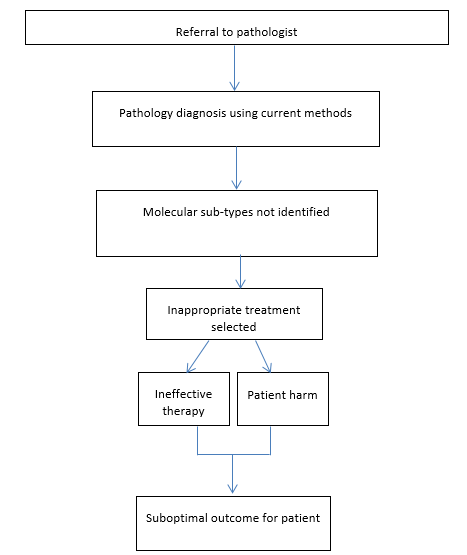 Referral to pathologist
Pathology diagnosis using current methods
Molecular sub-types not identified
Inappropriate treatment
selected
Ineffective
therapy
Patient harm
Suboptimal outcome for patient